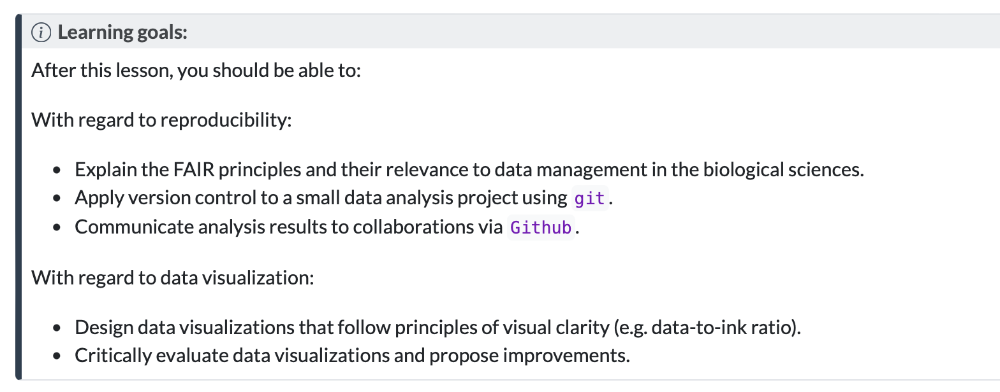 Learning goals:
After this lesson, you should be able to:
With regard to reproducibility:
Explain the FAIR principles and their relevance to data management in the biological sciences.
Apply version control to a small data analysis project using git.
Communicate analysis results to collaborations via Github.
With regard to data visualization:
Design data visualizations that follow principles of visual clarity (e.g. data-to-ink ratio).
Critically evaluate data visualizations and propose improvements.